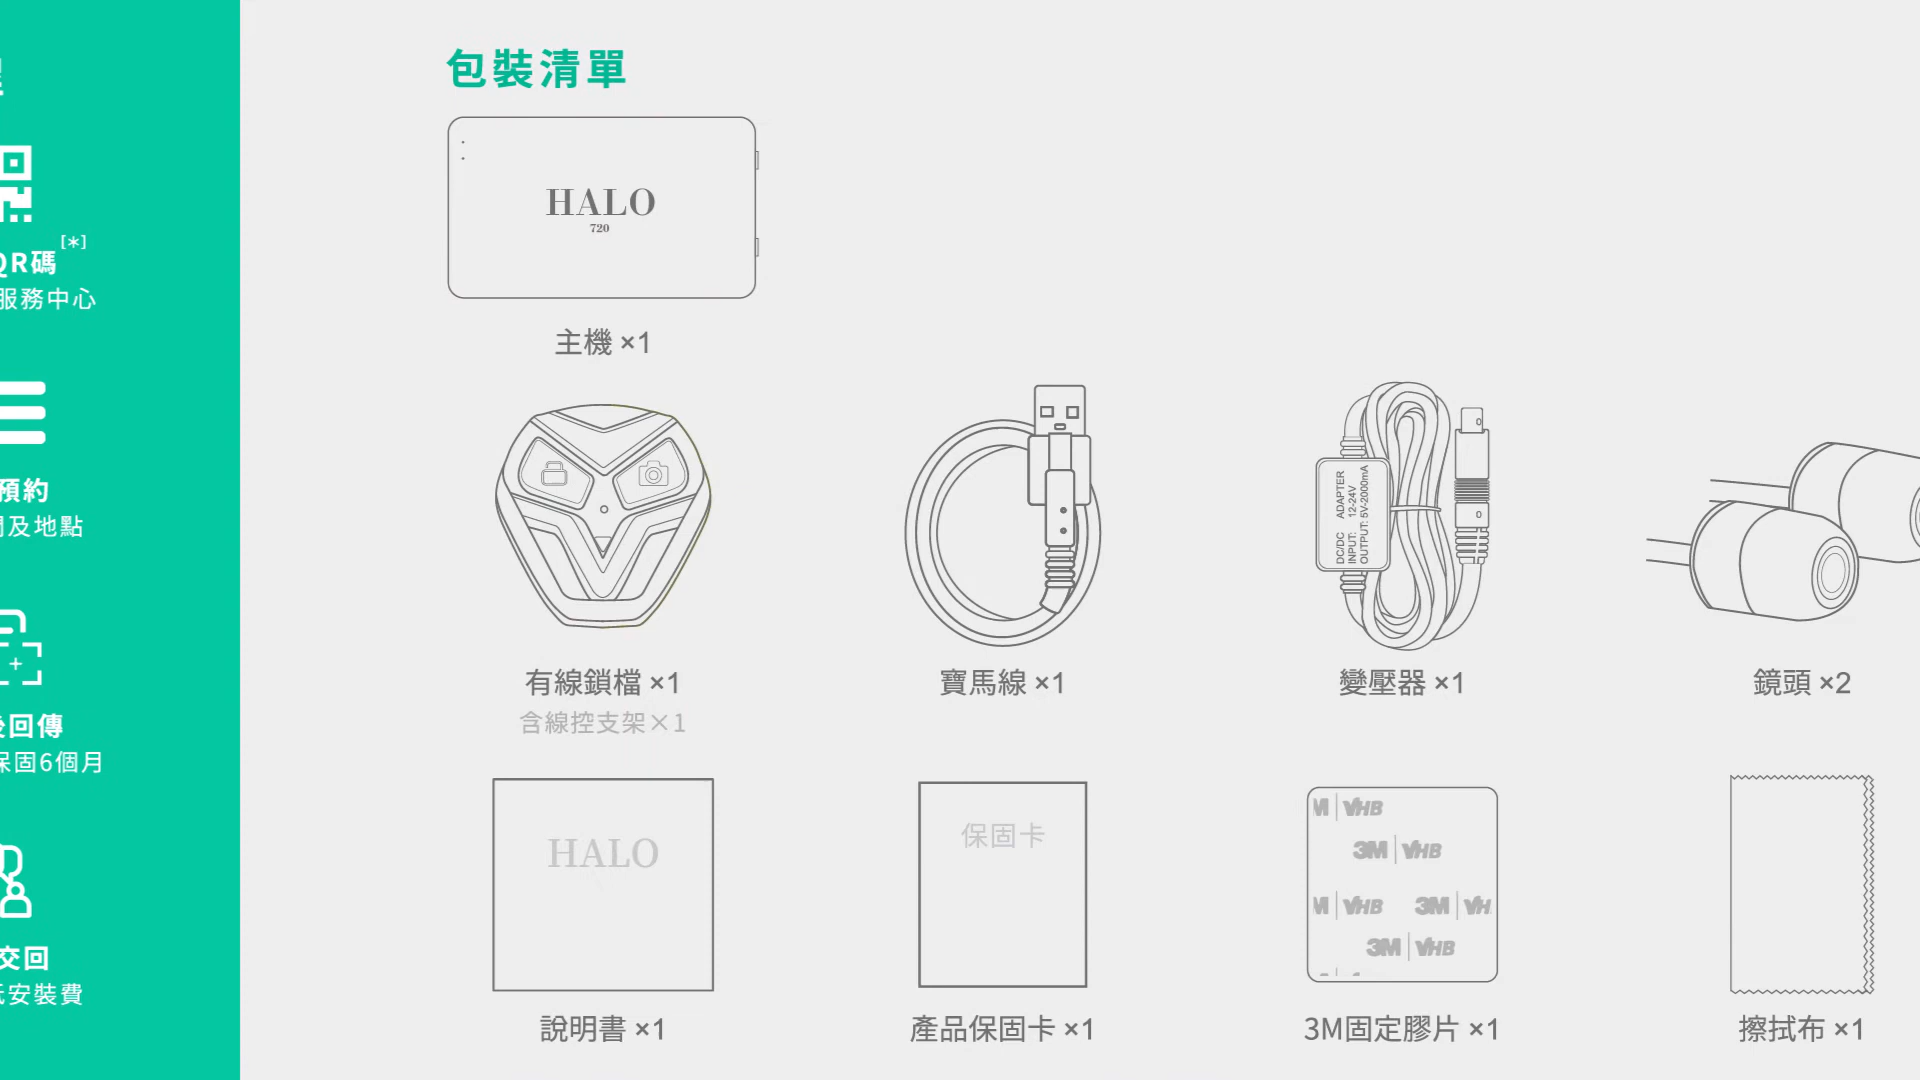 [*]
QR碼
服務中心
預約
及地點
回傳
保固6個月
交回
安裝費
包裝清單
HALO
720
主機 ×1
DC/DC ADAPTER
INPUT: 12-24V
OUTPUT: 5V-2000mA
有線鎖檔 ×1
含線控支架×1
寶馬線 ×1
變壓器 ×1
鏡頭 ×2
HALO
保固卡
M VHB
3M VHB
M VHB 3M VH
3M VHB
說明書 ×1
產品保固卡 ×1
3M固定膠片 ×1
擦拭布 ×1